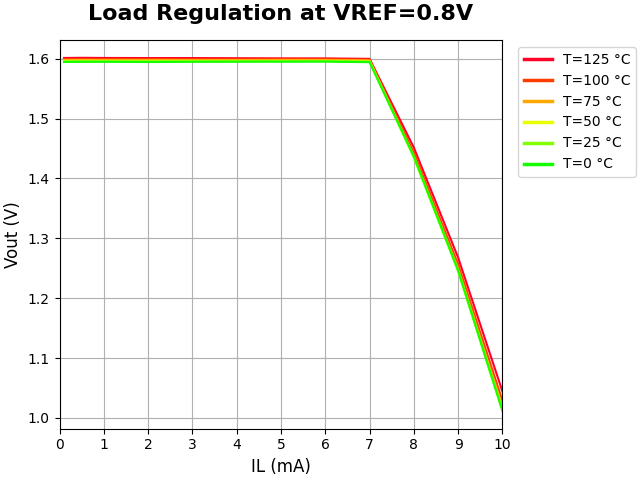 Load Regulation at VREF=0.8V
1.6
1.5
1.4
1.3
1.2
1.1
1.0
Vout (V)
0 1 2 3 4 5 6 7 8 9 10
IL (mA)
T=125 °C
T=100 °C
T=75 °C
T=50 °C
T=25 °C
T=0 °C